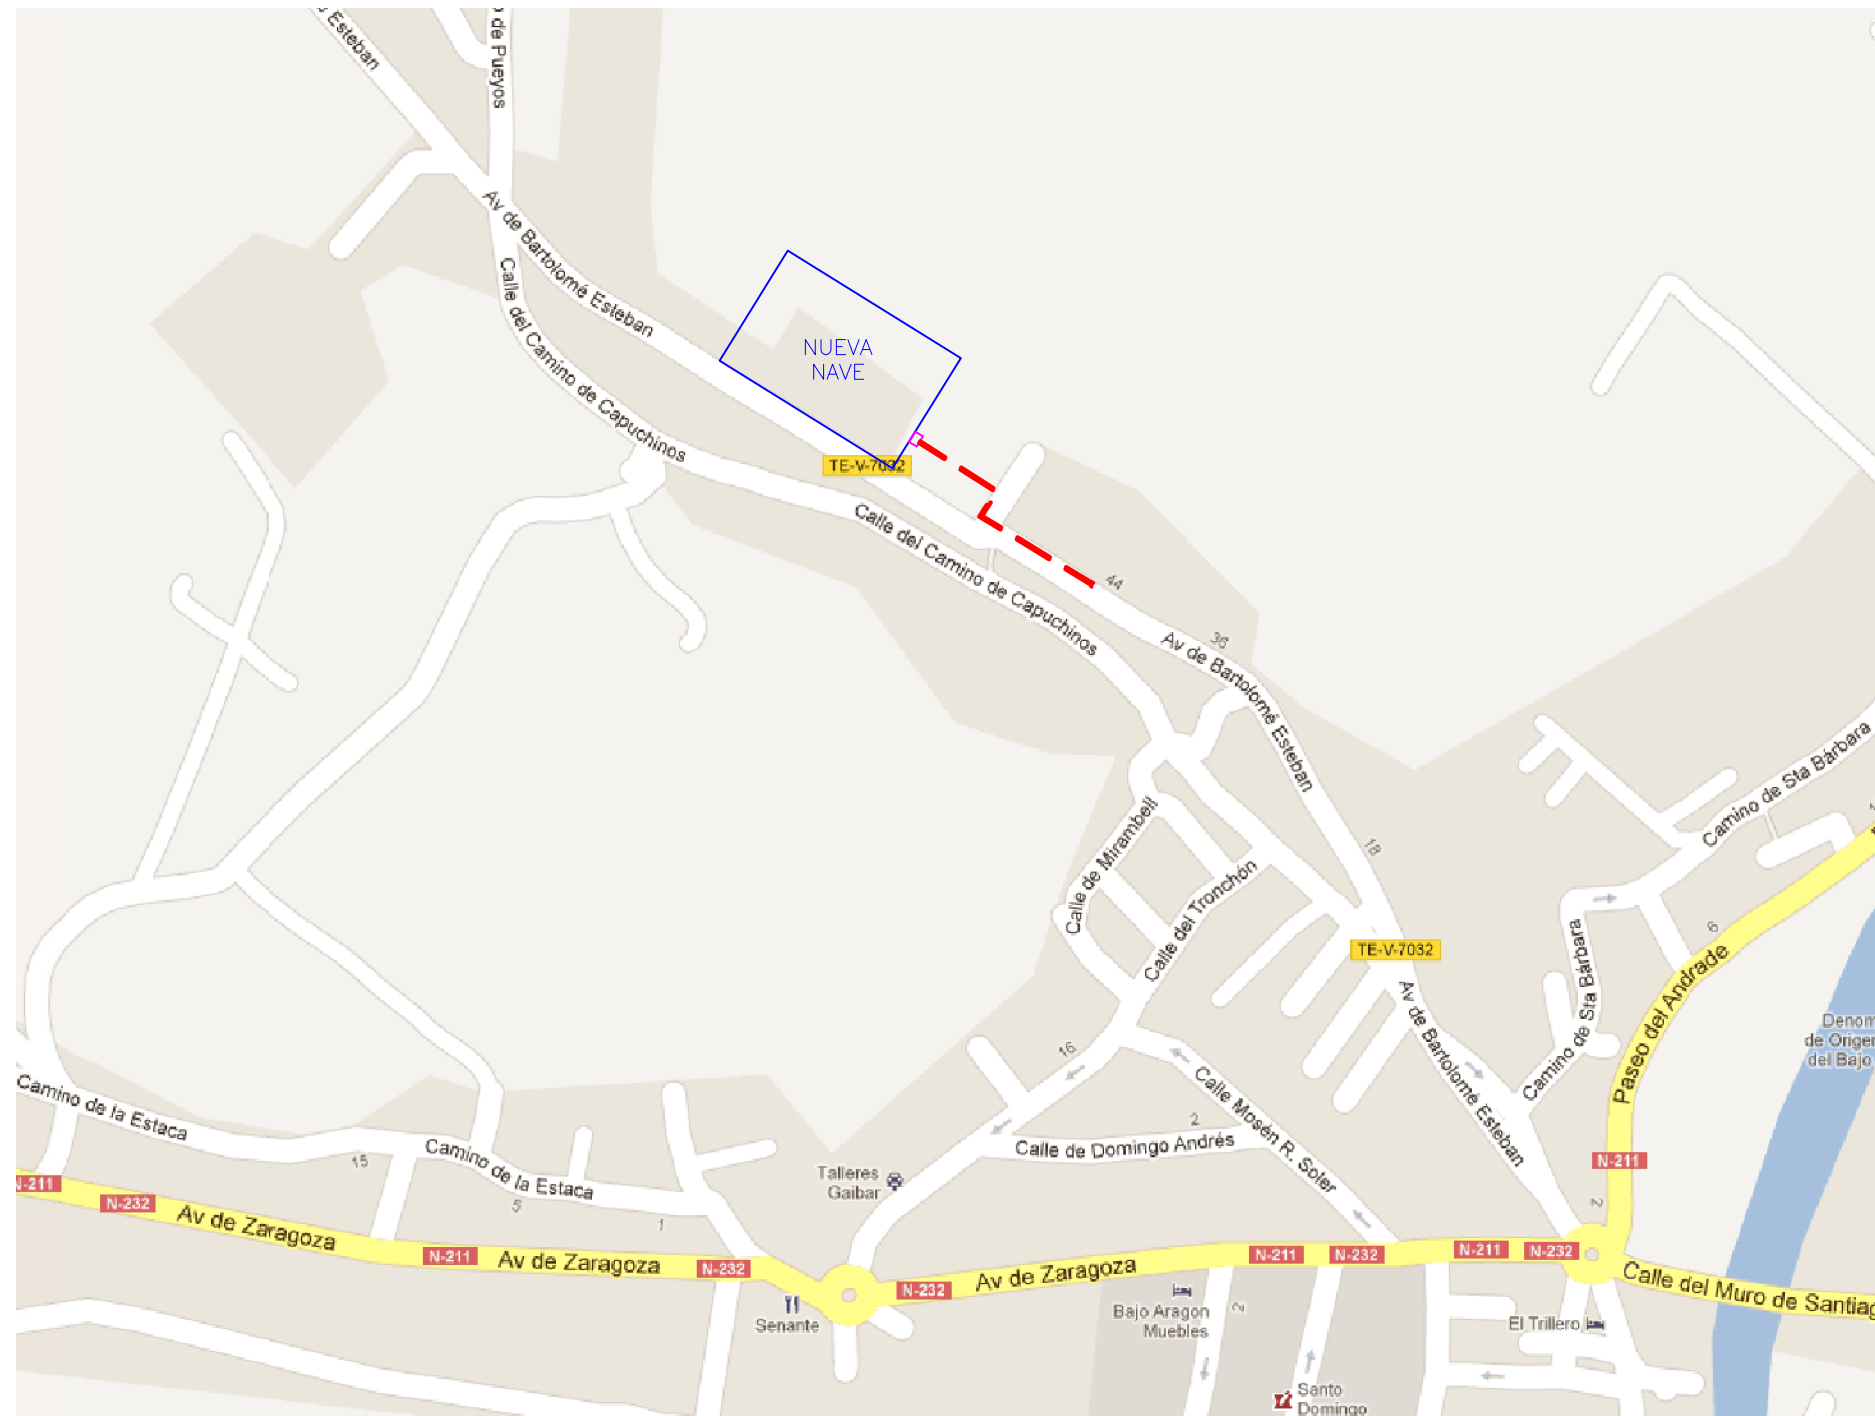 Esteban
de Pueyos
Av de Bartolomé Esteban
Calle del Camino de Capuchinos
NUEVA
NAVE
TE-V-7032
Calle del Camino de Capuchinos
44
36
Av de Bartolomé Esteban
18
Camino de Sta Bárbara
Calle de Mirambell
Calle del Tronchón
TE-V-7032
6
Camino de Sta Bárbara
Paseo del Andrade
Av de Bartolomé Esteban
Denom
de Origen
del Bajo
16
Calle Mosén R. Soler
2
Calle de Domingo Andrés
Camino de la Estaca
15
Camino de la Estaca
5
1
Talleres
Gaibar
N-211
N-211
N-232
2
Av de Zaragoza
N-211
Av de Zaragoza
N-232
N-232
Av de Zaragoza
N-211
N-232
N-211
N-232
Calle del Muro de Santiag
Senante
Bajo Aragon
Muebles
2
El Trillero
Santo
Domingo